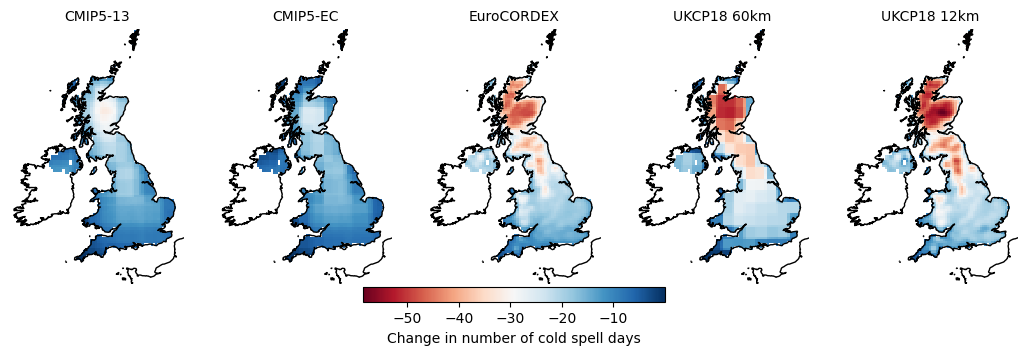 CMIP5-13 CMIP5-EC EuroCORDEX UKCP18 60km UKCP18 12km
−50 −40 −30 −20 −10
Change in number of cold spell days